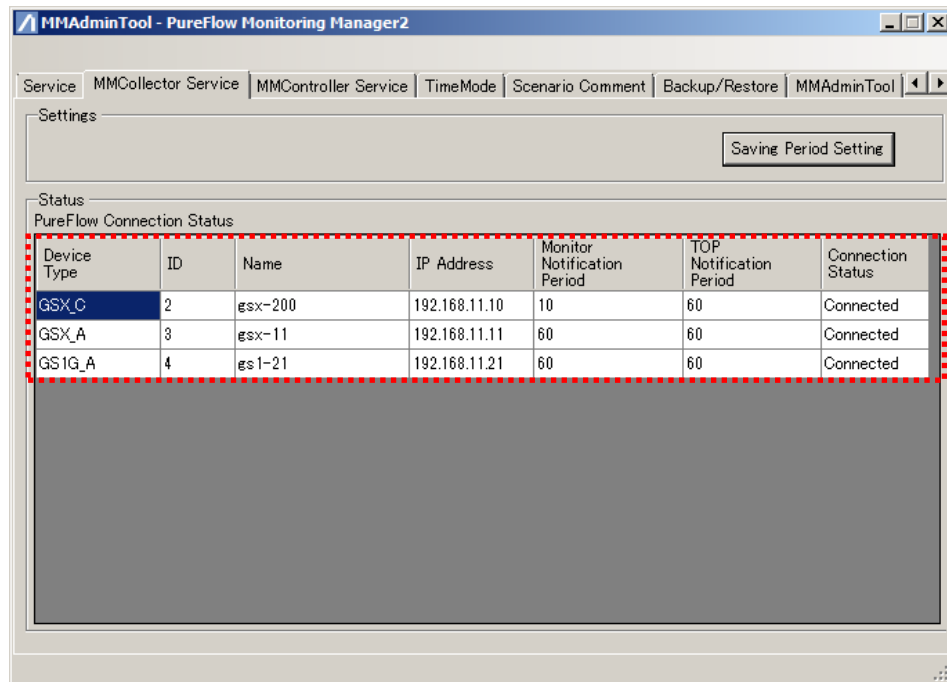 MMAdminTool - PureFlow Monitoring Manager2
Service MMCollector Service MMController Service TimeMode Scenario Comment Backup/Restore MMAdminTool
Settings
Saving Period Setting
Status
PureFlow Connection Status
Device Type ID Name IP Address Monitor Notification Period TOP Notification Period Connection Status
GSX_C 2 gsx-200 192.168.11.10 10 60 Connected
GSX_A 3 gsx-11 192.168.11.11 60 60 Connected
GS1G_A 4 gs1-21 192.168.11.21 60 60 Connected